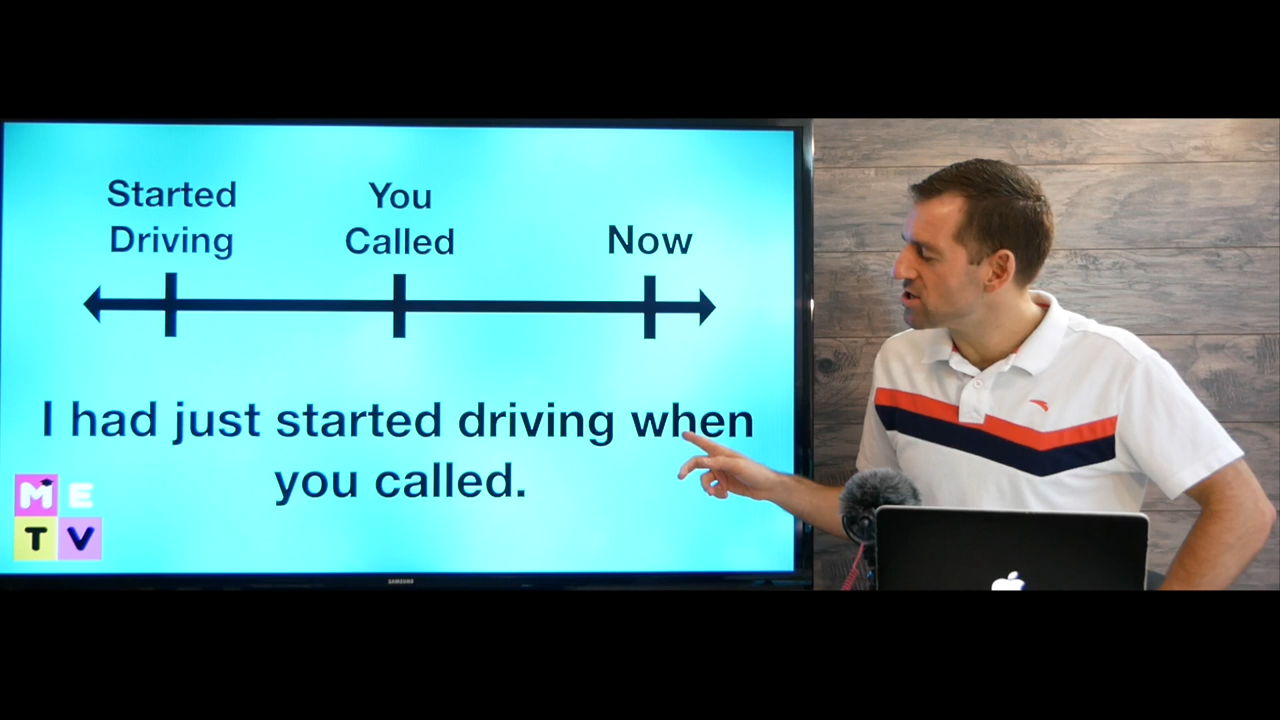 Started
Driving
You
Called
Now
I had just started driving when
you called.
M E
T V
SAMSUNG